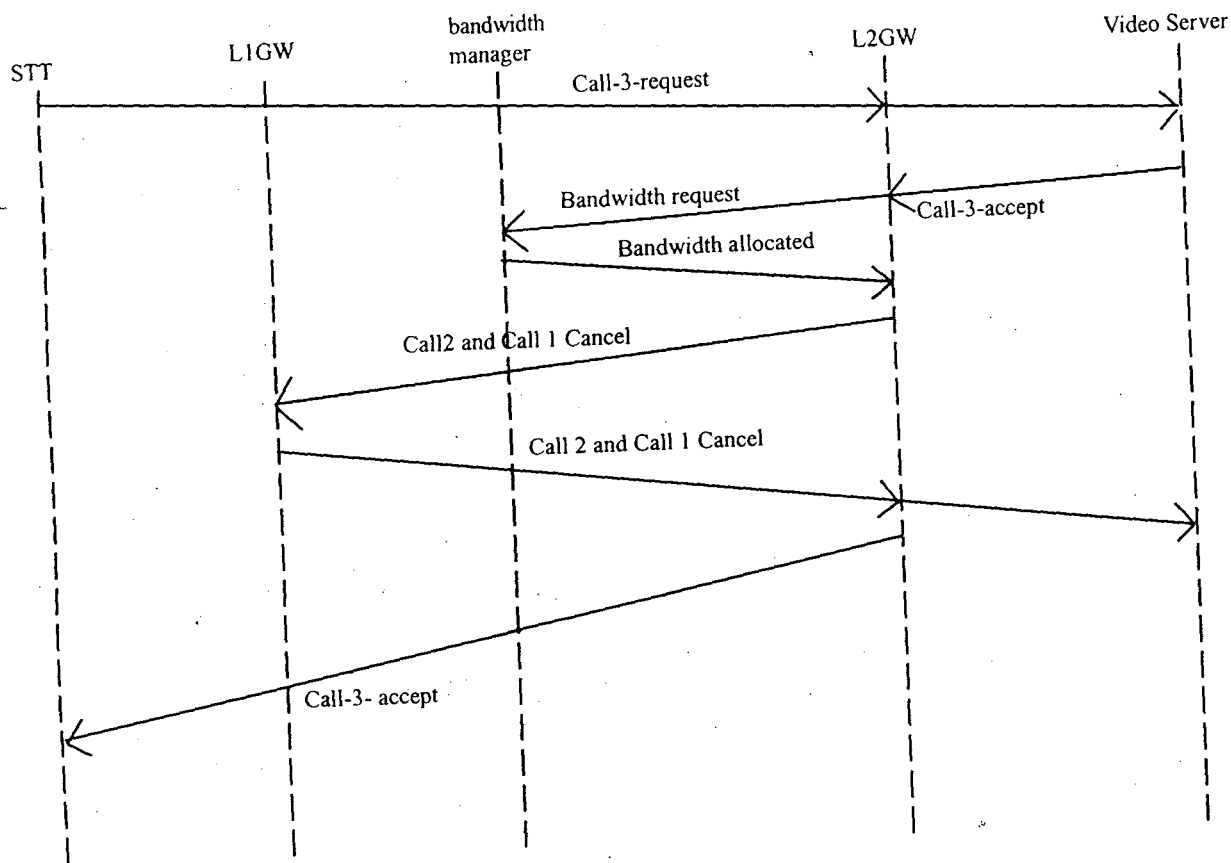 STT
L1GW
bandwidth
manager
L2GW
Video Server
Call-3-request
Bandwidth request
Call-3-accept
Bandwidth allocated
Call2 and Call 1 Cancel
Call 2 and Call 1 Cancel
Call-3- accept